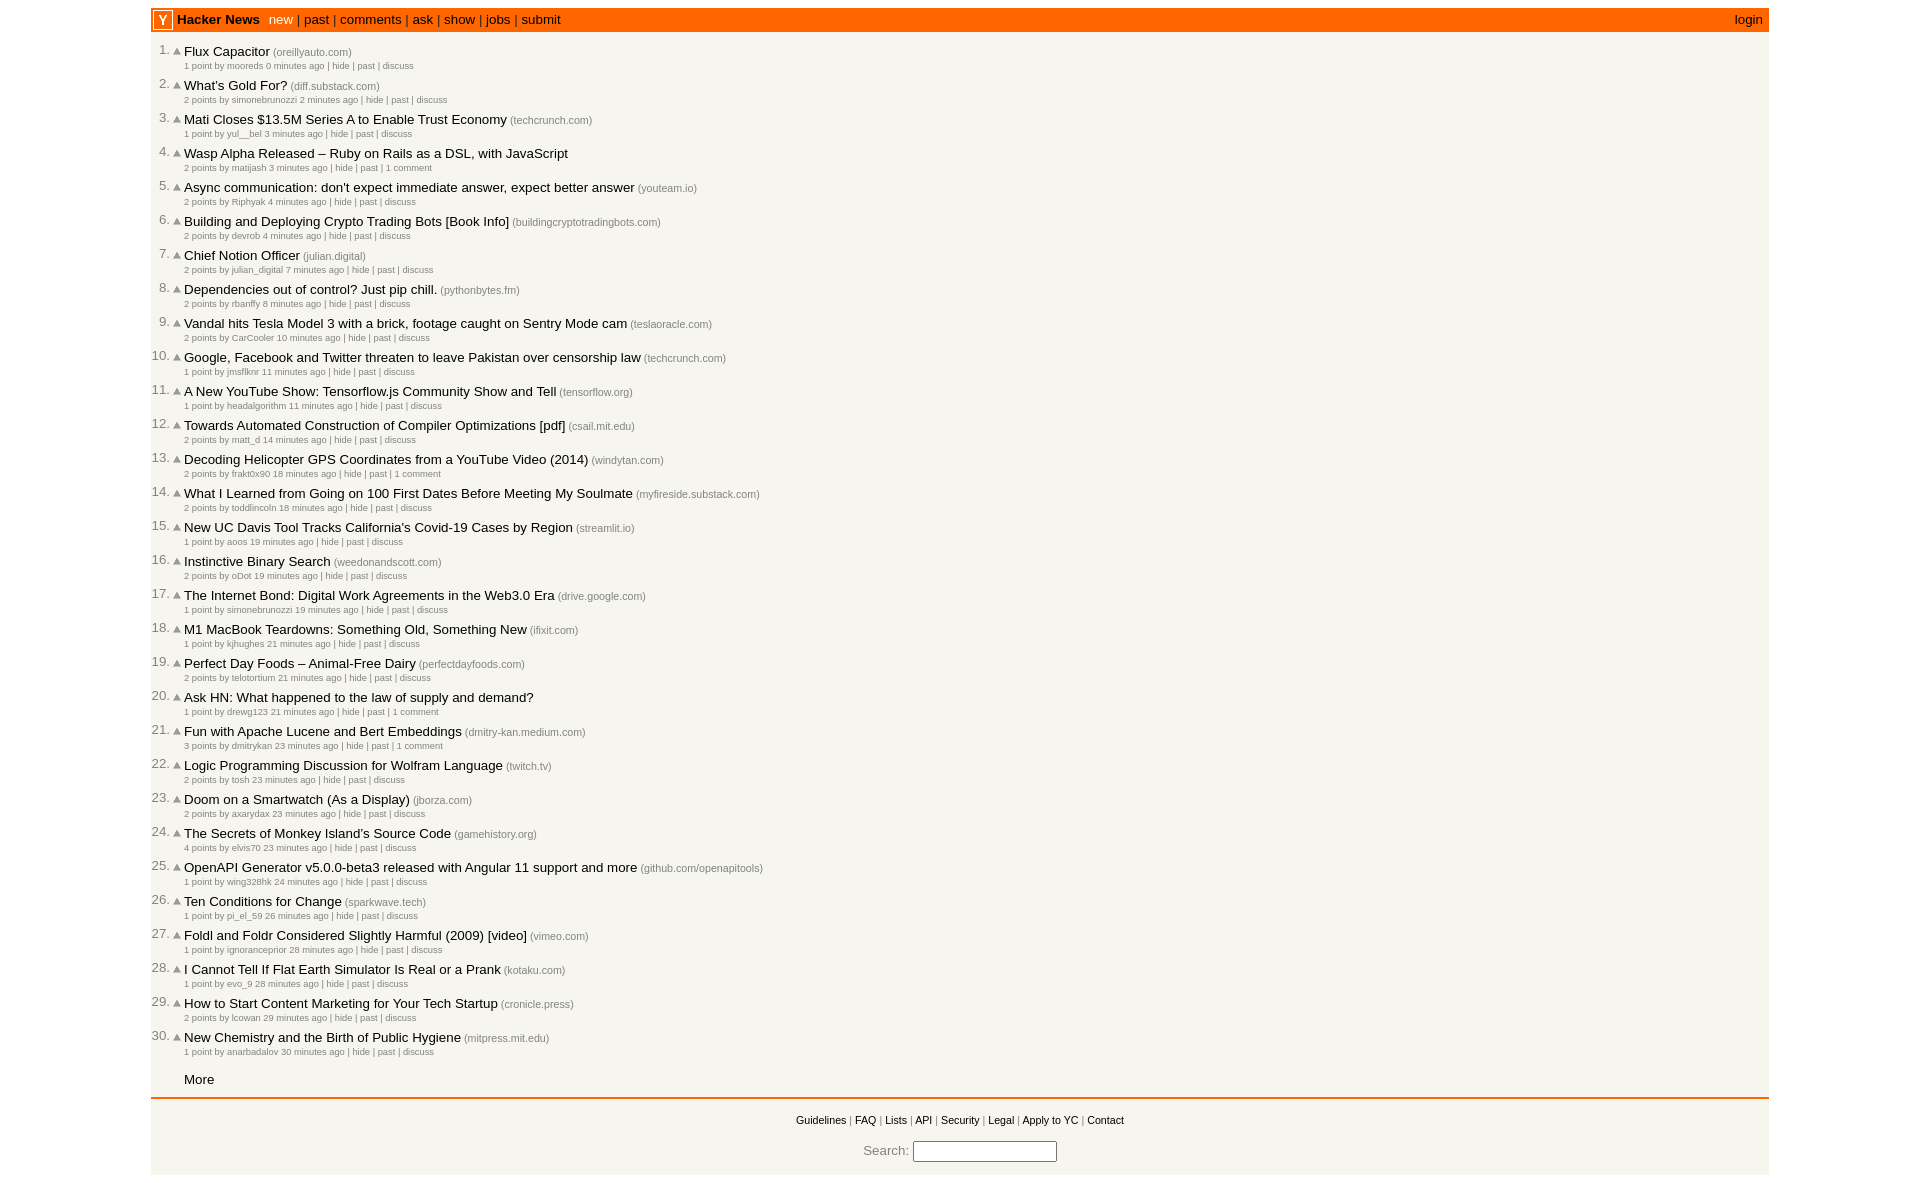 Y Hacker News new | past | comments | ask | show | jobs | submit login
1. Flux Capacitor (oreillyauto.com)
1 point by mooreds 0 minutes ago | hide | past | discuss
2. What's Gold For? (diff.substack.com)
2 points by simonebrunozzi 2 minutes ago | hide | past | discuss
3. Mati Closes $13.5M Series A to Enable Trust Economy (techcrunch.com)
1 point by yul__bel 3 minutes ago | hide | past | discuss
4. Wasp Alpha Released – Ruby on Rails as a DSL, with JavaScript
2 points by matijash 3 minutes ago | hide | past | 1 comment
5. Async communication: don't expect immediate answer, expect better answer (youteam.io)
2 points by Riphyak 4 minutes ago | hide | past | discuss
6. Building and Deploying Crypto Trading Bots [Book Info] (buildingcryptotradingbots.com)
2 points by devrob 4 minutes ago | hide | past | discuss
7. Chief Notion Officer (julian.digital)
2 points by julian_digital 7 minutes ago | hide | past | discuss
8. Dependencies out of control? Just pip chill. (pythonbytes.fm)
2 points by rbanffy 8 minutes ago | hide | past | discuss
9. Vandal hits Tesla Model 3 with a brick, footage caught on Sentry Mode cam (teslaoracle.com)
2 points by CarCooler 10 minutes ago | hide | past | discuss
10. Google, Facebook and Twitter threaten to leave Pakistan over censorship law (techcrunch.com)
1 point by jmsflknr 11 minutes ago | hide | past | discuss
11. A New YouTube Show: Tensorflow.js Community Show and Tell (tensorflow.org)
1 point by headalgorithm 11 minutes ago | hide | past | discuss
12. Towards Automated Construction of Compiler Optimizations [pdf] (csail.mit.edu)
2 points by matt_d 14 minutes ago | hide | past | discuss
13. Decoding Helicopter GPS Coordinates from a YouTube Video (2014) (windytan.com)
2 points by frakt0x90 18 minutes ago | hide | past | 1 comment
14. What I Learned from Going on 100 First Dates Before Meeting My Soulmate (myfireside.substack.com)
2 points by toddlincoln 18 minutes ago | hide | past | discuss
15. New UC Davis Tool Tracks California's Covid-19 Cases by Region (streamlit.io)
1 point by aoos 19 minutes ago | hide | past | discuss
16. Instinctive Binary Search (weedonandscott.com)
2 points by oDot 19 minutes ago | hide | past | discuss
17. The Internet Bond: Digital Work Agreements in the Web3.0 Era (drive.google.com)
1 point by simonebrunozzi 19 minutes ago | hide | past | discuss
18. M1 MacBook Teardowns: Something Old, Something New (ifixit.com)
1 point by kjhughes 21 minutes ago | hide | past | discuss
19. Perfect Day Foods – Animal-Free Dairy (perfectdayfoods.com)
2 points by telotortium 21 minutes ago | hide | past | discuss
20. Ask HN: What happened to the law of supply and demand?
1 point by drewg123 21 minutes ago | hide | past | 1 comment
21. Fun with Apache Lucene and Bert Embeddings (dmitry-kan.medium.com)
3 points by dmitrykan 23 minutes ago | hide | past | 1 comment
22. Logic Programming Discussion for Wolfram Language (twitch.tv)
2 points by tosh 23 minutes ago | hide | past | discuss
23. Doom on a Smartwatch (As a Display) (jborza.com)
2 points by axarydax 23 minutes ago | hide | past | discuss
24. The Secrets of Monkey Island's Source Code (gamehistory.org)
4 points by elvis70 23 minutes ago | hide | past | discuss
25. OpenAPI Generator v5.0.0-beta3 released with Angular 11 support and more (github.com/openapitools)
1 point by wing328hk 24 minutes ago | hide | past | discuss
26. Ten Conditions for Change (sparkwave.tech)
1 point by pi_el_59 26 minutes ago | hide | past | discuss
27. Foldl and Foldr Considered Slightly Harmful (2009) [video] (vimeo.com)
1 point by ignoranceprior 28 minutes ago | hide | past | discuss
28. I Cannot Tell If Flat Earth Simulator Is Real or a Prank (kotaku.com)
1 point by evo_9 28 minutes ago | hide | past | discuss
29. How to Start Content Marketing for Your Tech Startup (cronicle.press)
2 points by lcowan 29 minutes ago | hide | past | discuss
30. New Chemistry and the Birth of Public Hygiene (mitpress.mit.edu)
1 point by anarbadalov 30 minutes ago | hide | past | discuss
More
Guidelines | FAQ | Lists | API | Security | Legal | Apply to YC | Contact
Search: